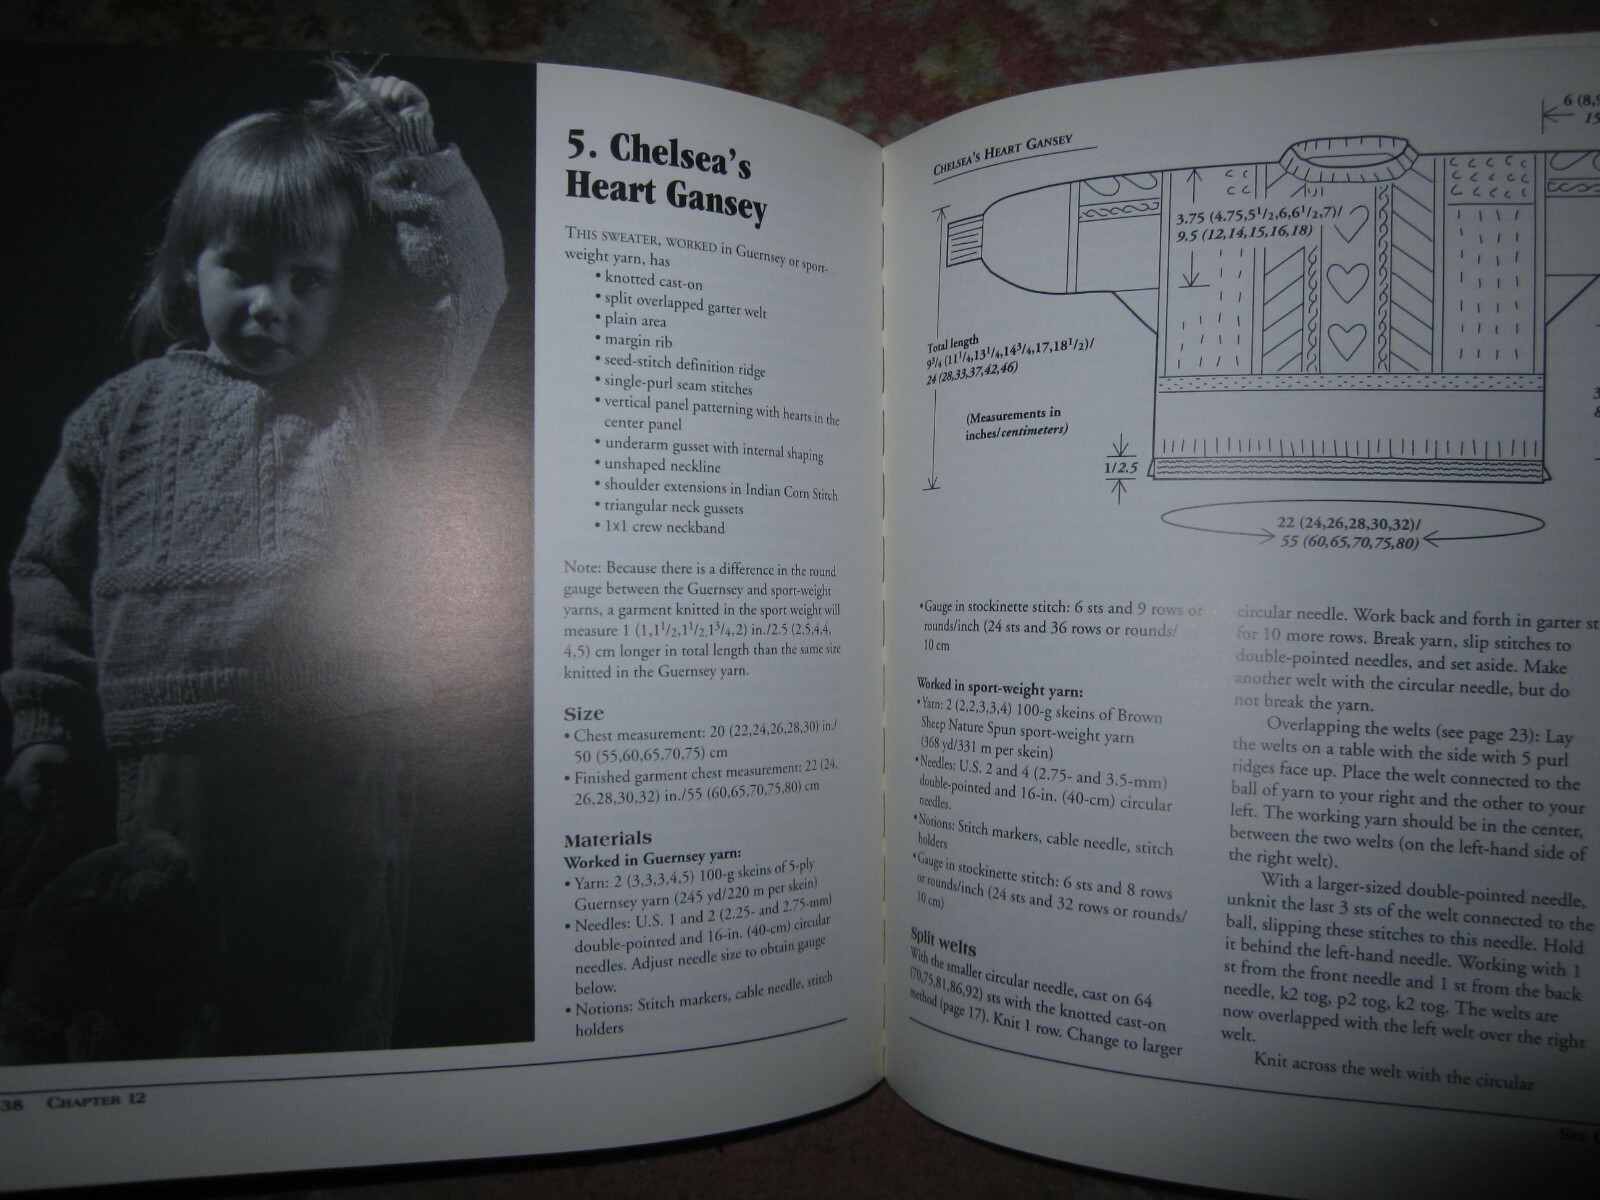 5. Chelsea's
Heart Gansey
THIS SWEATER, WORKED in Guernsey or sport-
weight yarn, has
• knotted cast-on
• split overlapped garter welt
• plain area
• margin rib
• seed-stitch definition ridge
• single-purl seam stitches
• vertical panel patterning with hearts in the
center panel
• underarm gusset with internal shaping
• unshaped neckline
• shoulder extensions in Indian Corn Stitch
• triangular neck gussets
• 1x1 crew neckband
Note: Because there is a difference in the round
gauge between the Guernsey and sport-weight
yarns, a garment knitted in the sport weight will
measure 1 (1,1 1/2,1 1/2,1 3/4,2) in./2.5 (2.5,4,4,
4,5) cm longer in total length than the same size
knitted in the Guernsey yarn.
Size
• Chest measurement: 20 (22,24,26,28,30) in./
50 (55,60,65,70,75) cm
• Finished garment chest measurement: 22 (24,
26,28,30,32) in./55 (60,65,70,75,80) cm
Materials
Worked in Guernsey yarn:
• Yarn: 2 (3,3,3,4,5) 100-g skeins of 5-ply
Guernsey yarn (245 yd/220 m per skein)
• Needles: U.S. 1 and 2 (2.25- and 2.75-mm)
double-pointed and 16-in. (40-cm) circular
needles. Adjust needle size to obtain gauge
below.
• Notions: Stitch markers, cable needle, stitch
holders
38 CHAPTER 12
CHELSEA'S HEART GANSEY
6 (8,
15
3.75 (4.75,5 1/2,6,6 1/2,7)/
9.5 (12,14,15,16,18)
Total length
9 3/4 (11 1/4,13 1/4,14 3/4,17,18 1/2)/
24 (28,33,37,42,46)
(Measurements in
inches/centimeters)
1/2.5
22 (24,26,28,30,32)/
55 (60,65,70,75,80)
• Gauge in stockinette stitch: 6 sts and 9 rows or
rounds/inch (24 sts and 36 rows or rounds/
10 cm
Worked in sport-weight yarn:
• Yarn: 2 (2,2,3,3,4) 100-g skeins of Brown
Sheep Nature Spun sport-weight yarn
(368 yd/331 m per skein)
• Needles: U.S. 2 and 4 (2.75- and 3.5-mm)
double-pointed and 16-in. (40-cm) circular
needles.
• Notions: Stitch markers, cable needle, stitch
holders
• Gauge in stockinette stitch: 6 sts and 8 rows
or rounds/inch (24 sts and 32 rows or rounds/
10 cm)
Split welts
With the smaller circular needle, cast on 64
(70,75,81,86,92) sts with the knotted cast-on
method (page 17). Knit 1 row. Change to larger
circular needle. Work back and forth in garter st
for 10 more rows. Break yarn, slip stitches to
double-pointed needles, and set aside. Make
another welt with the circular needle, but do
not break the yarn.
Overlapping the welts (see page 23): Lay
the welts on a table with the side with 5 purl
ridges face up. Place the welt connected to the
ball of yarn to your right and the other to your
left. The working yarn should be in the center,
between the two welts (on the left-hand side of
the right welt).
With a larger-sized double-pointed needle,
unknit the last 3 sts of the welt connected to the
ball, slipping these stitches to this needle. Hold
it behind the left-hand needle. Working with 1
st from the front needle and 1 st from the back
needle, k2 tog, p2 tog, k2 tog. The welts are
now overlapped with the left welt over the right
welt.
Knit across the welt with the circular